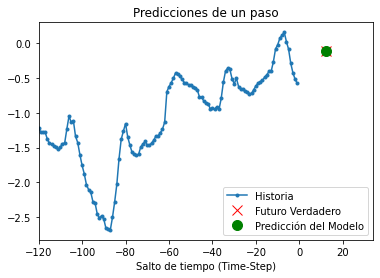 Predicciones de un paso
0.0
−0.5
−1.0
−1.5
−2.0
−2.5
Historia
Futuro Verdadero
Predicción del Modelo
−120 −100 −80 −60 −40 −20 0 20
Salto de tiempo (Time-Step)